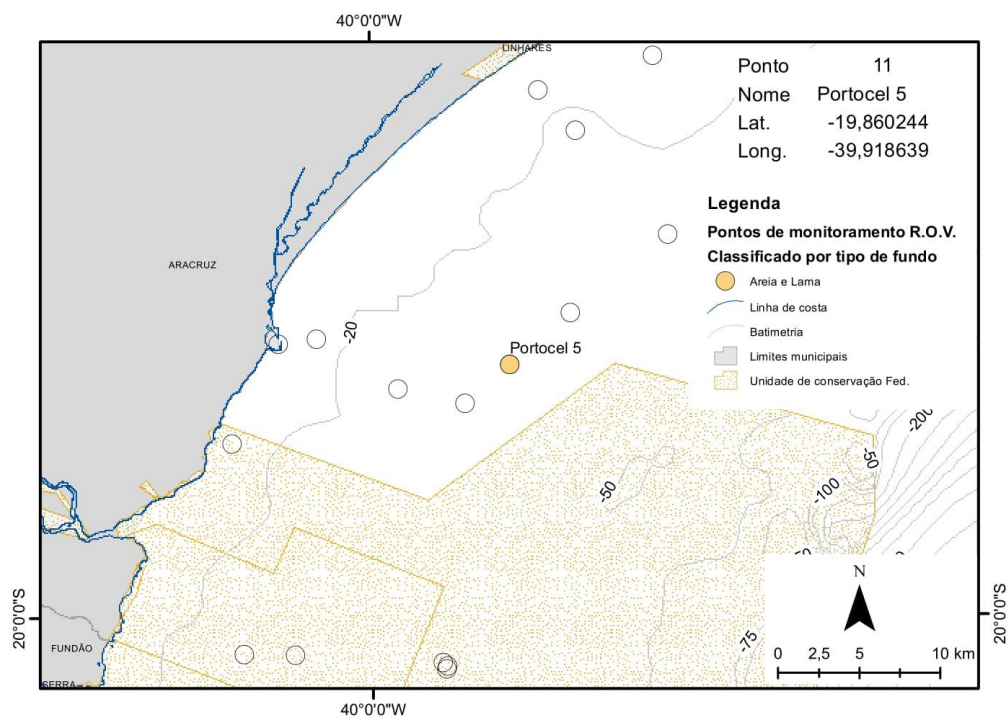 40°0'0"W
LINHARES
Ponto 11
Nome Portocel 5
Lat. -19,860244
Long. -39,918639
Legenda
Pontos de monitoramento R.O.V.
Classificado por tipo de fundo
Areia e Lama
Linha de costa
Batimetria
Limites municipais
Unidade de conservação Fed.
ARACRUZ
-20
Portocel 5
-200
-50
-50
-100
-75
20°0'0"S
20°0'0"S
FUNDÃO
SERRA
N
0 2,5 5 10 km
40°0'0"W